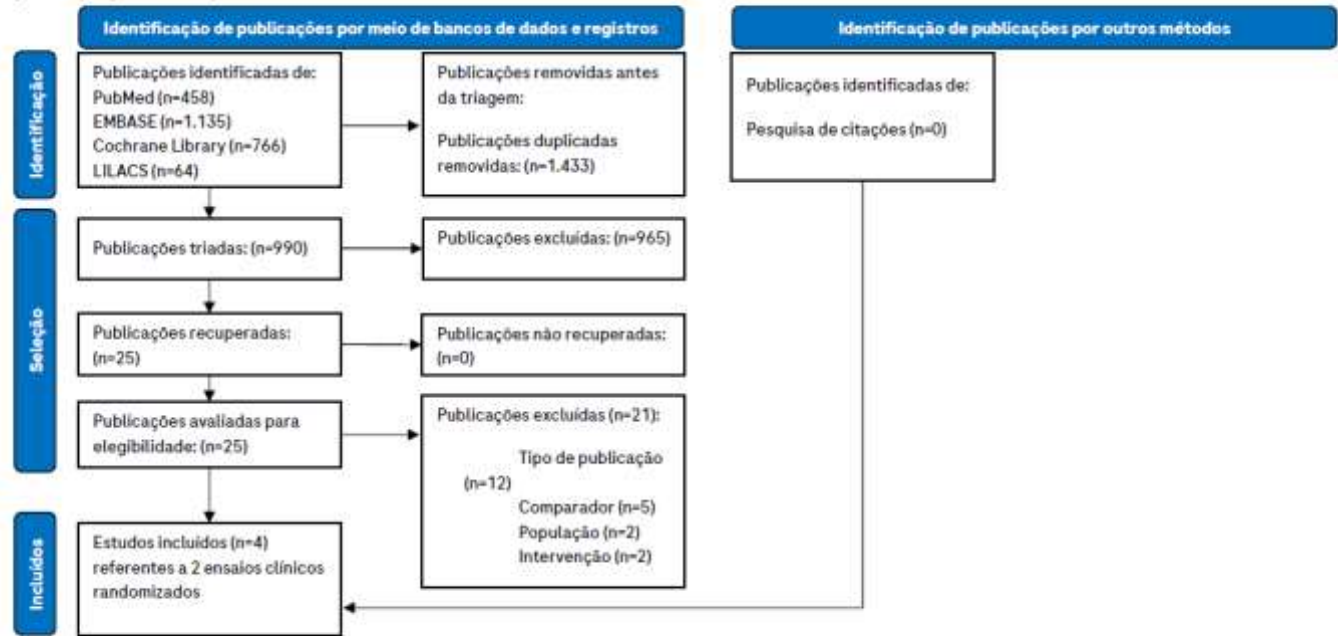 Identificação de publicações por meio de bancos de dados e registros
Identificação de publicações por outros métodos
Identificação
Publicações identificadas de:
PubMed (n=458)
EMBASE (n=1.135)
Cochrane Library (n=766)
LILACS (n=64)
Publicações removidas antes
da triagem:
Publicações duplicadas
removidas: (n=1.433)
Publicações identificadas de:
Pesquisa de citações (n=0)
Seleção
Publicações triadas: (n=990)
Publicações excluídas: (n=965)
Publicações recuperadas:
(n=25)
Publicações não recuperadas:
(n=0)
Publicações avaliadas para
elegibilidade: (n=25)
Publicações excluídas (n=21):
Tipo de publicação
(n=12)
Comparador (n=5)
População (n=2)
Intervenção (n=2)
Incluídos
Estudos incluídos (n=4)
referentes a 2 ensaios clínicos
randomizados